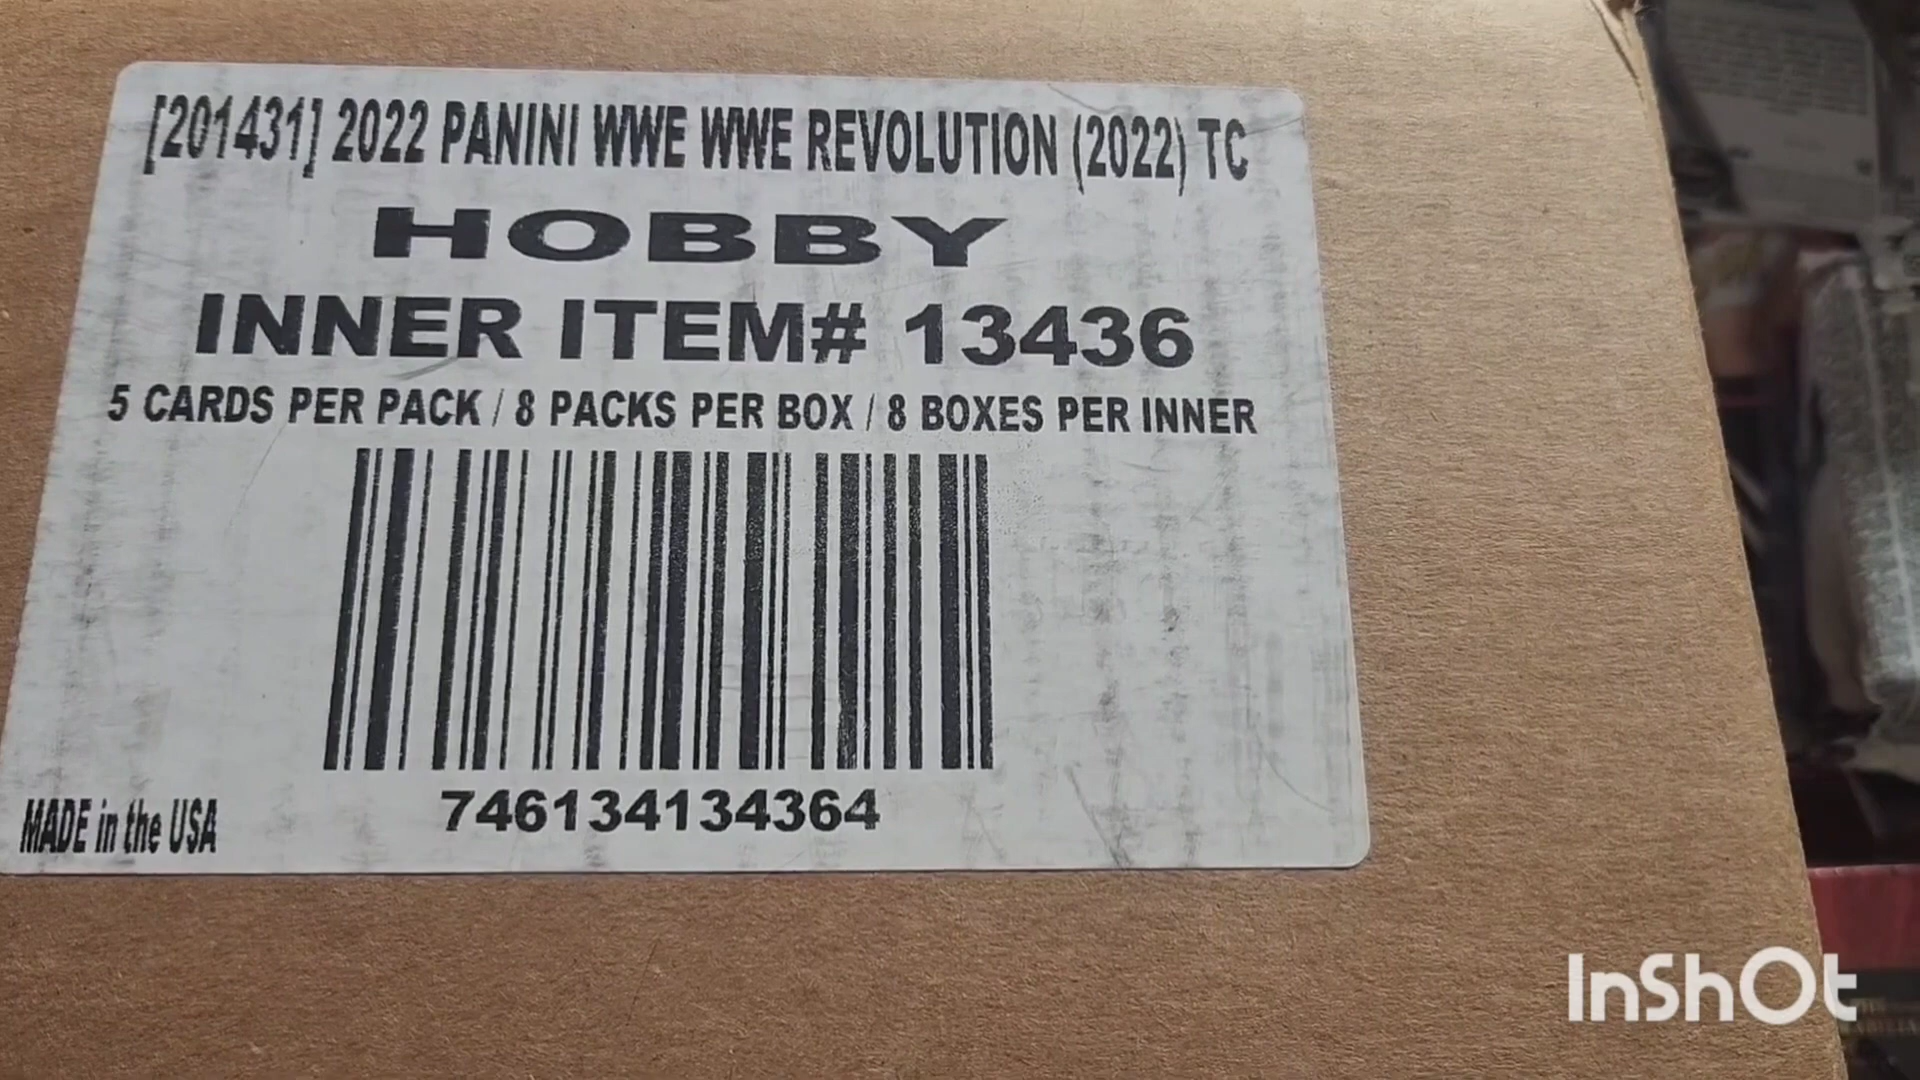 [201431] 2022 PANINI WWE WWE REVOLUTION (2022) TC
HOBBY
INNER ITEM# 13436
5 CARDS PER PACK / 8 PACKS PER BOX / 8 BOXES PER INNER
746134134364
MADE in the USA
InShOt